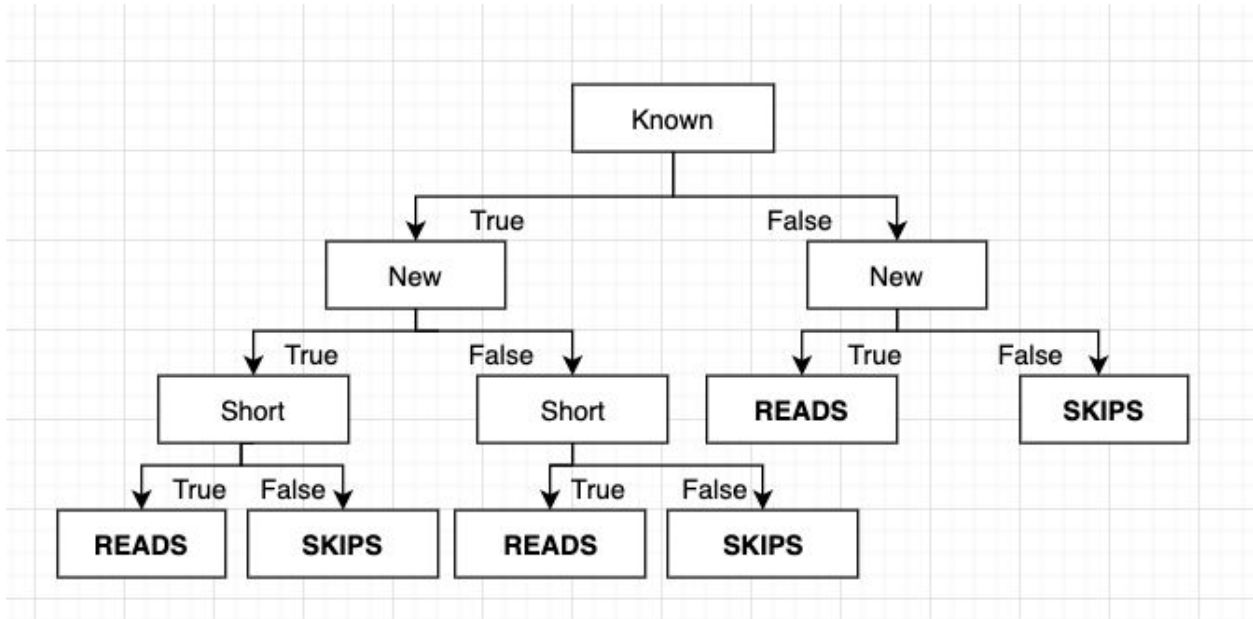 Known
True False
New New
True False True False
Short Short READS SKIPS
True False True False
READS SKIPS READS SKIPS